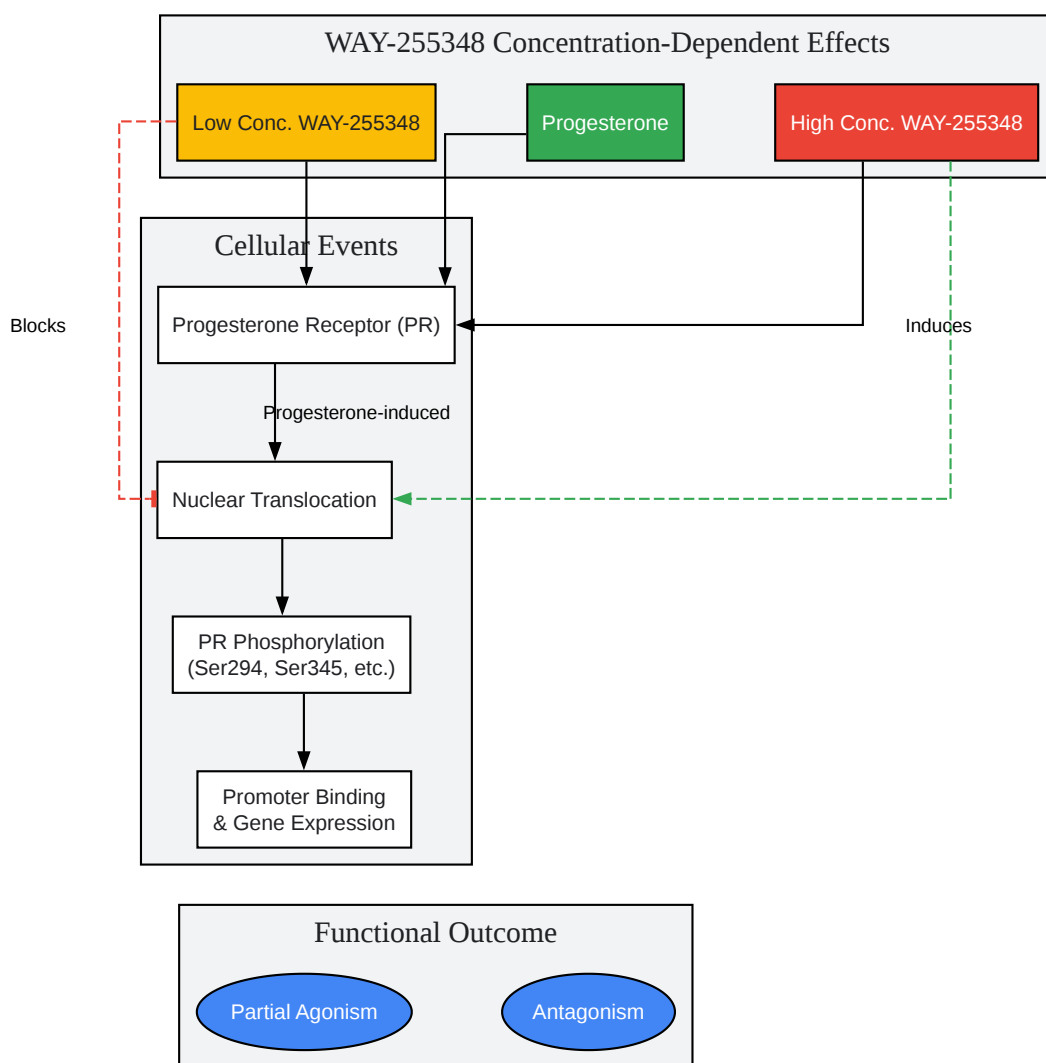 WAY-255348 Concentration-Dependent Effects
Low Conc. WAY-255348
Progesterone
High Conc. WAY-255348
Cellular Events
Progesterone Receptor (PR)
Blocks
Induces
Progesterone-induced
Nuclear Translocation
PR Phosphorylation
(Ser294, Ser345, etc.)
Promoter Binding
& Gene Expression
Functional Outcome
Partial Agonism
Antagonism